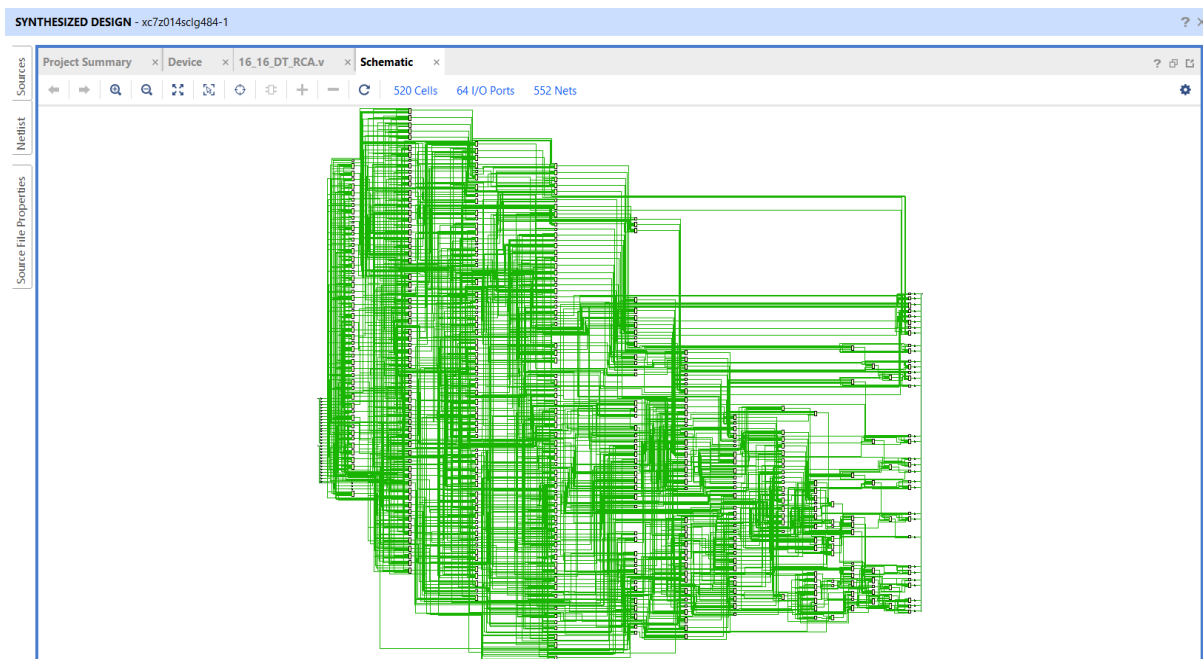 SYNTHESIZED DESIGN - xc7z014sclg484-1
?
Sources
Netlist
Source File Properties
Project Summary
Device
16_16_DT_RCA.v
Schematic
?
520 Cells
64 I/O Ports
552 Nets